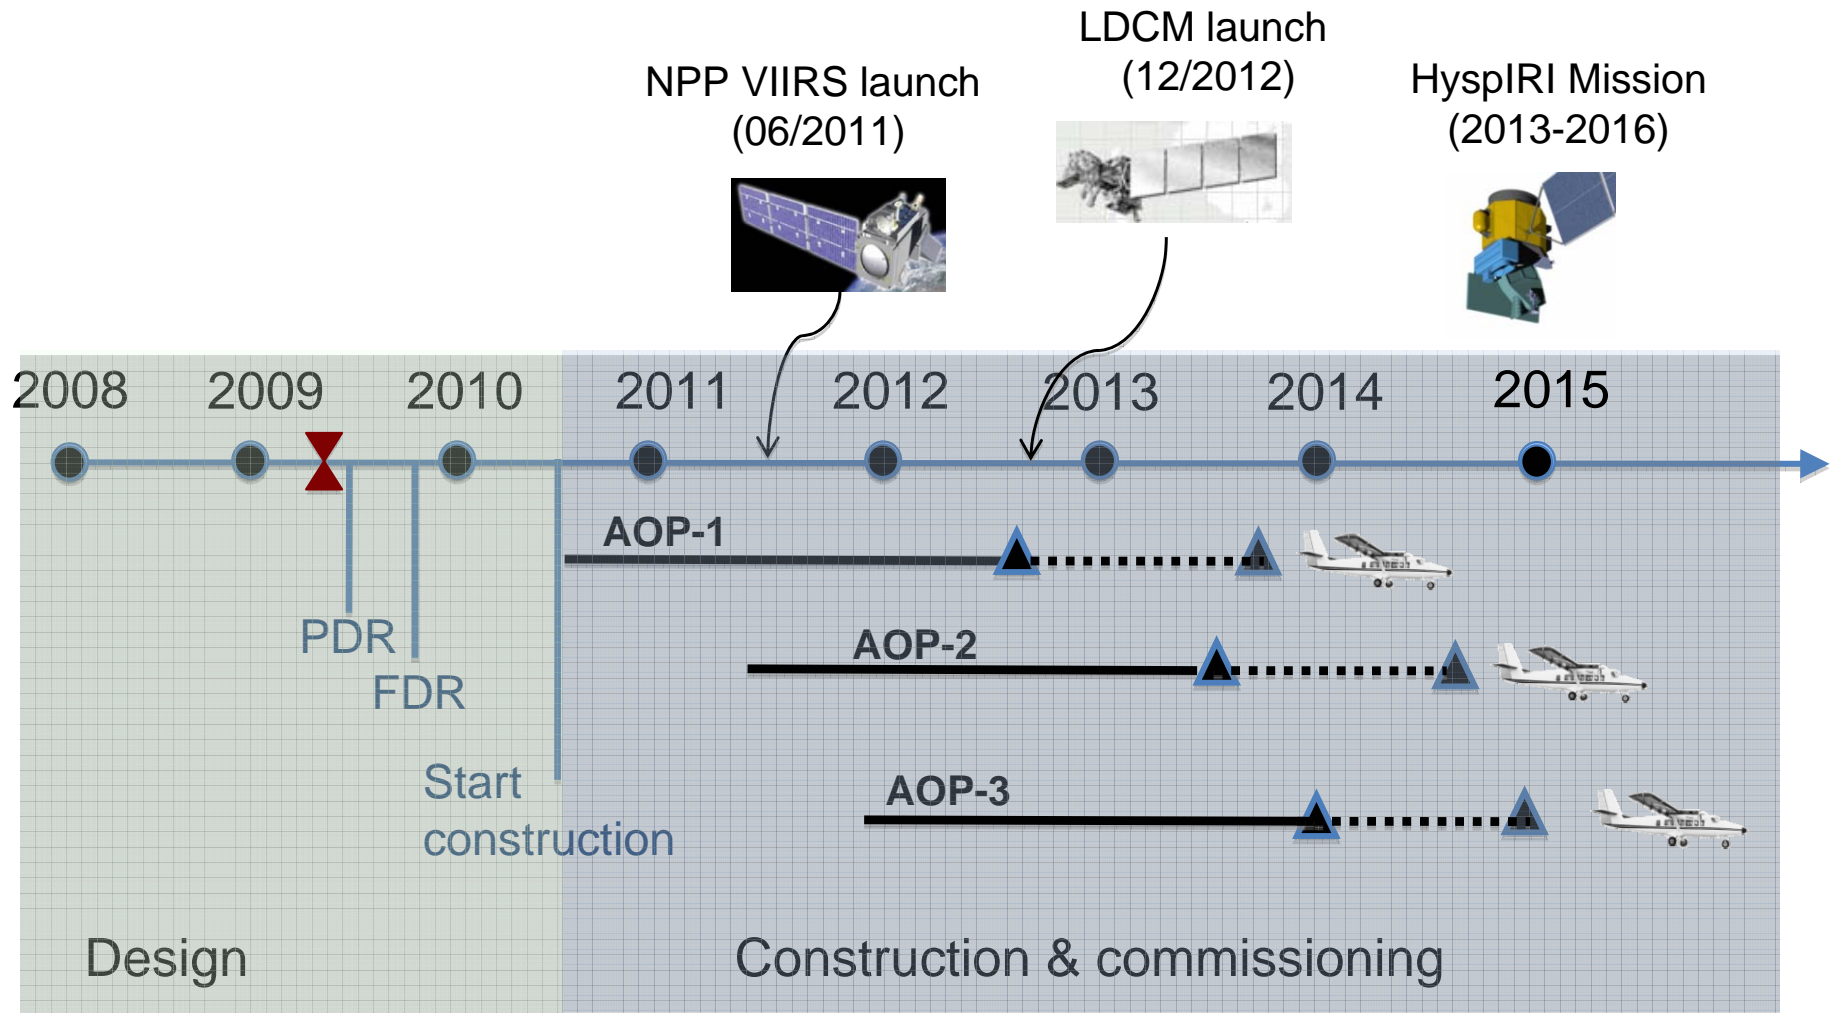 LDCM launch
(12/2012)
NPP VIIRS launch
(06/2011)
HyspIRI Mission
(2013-2016)
2008 2009 2010 2011 2012 2013 2014 2015
AOP-1
PDR
AOP-2
FDR
Start
construction
AOP-3
Design
Construction & commissioning